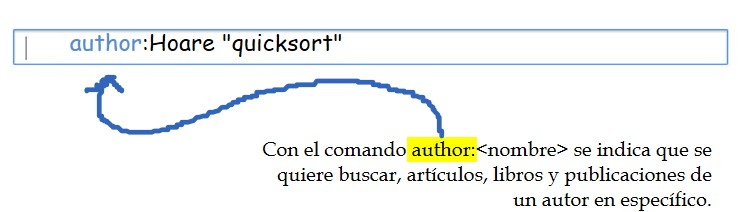 author:Hoare "quicksort"
Con el comando author:<nombre> se indica que se
quiere buscar, artículos, libros y publicaciones de
un autor en específico.